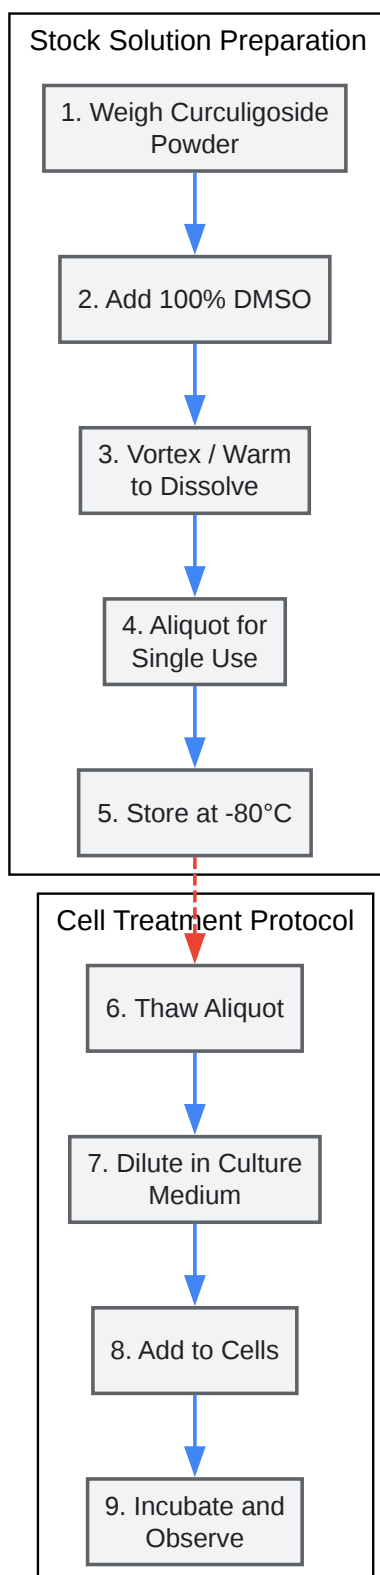 Stock Solution Preparation
1. Weigh Curculigoside
Powder
2. Add 100% DMSO
3. Vortex / Warm
to Dissolve
4. Aliquot for
Single Use
5. Store at -80°C
Cell Treatment Protocol
6. Thaw Aliquot
7. Dilute in Culture
Medium
8. Add to Cells
9. Incubate and
Observe